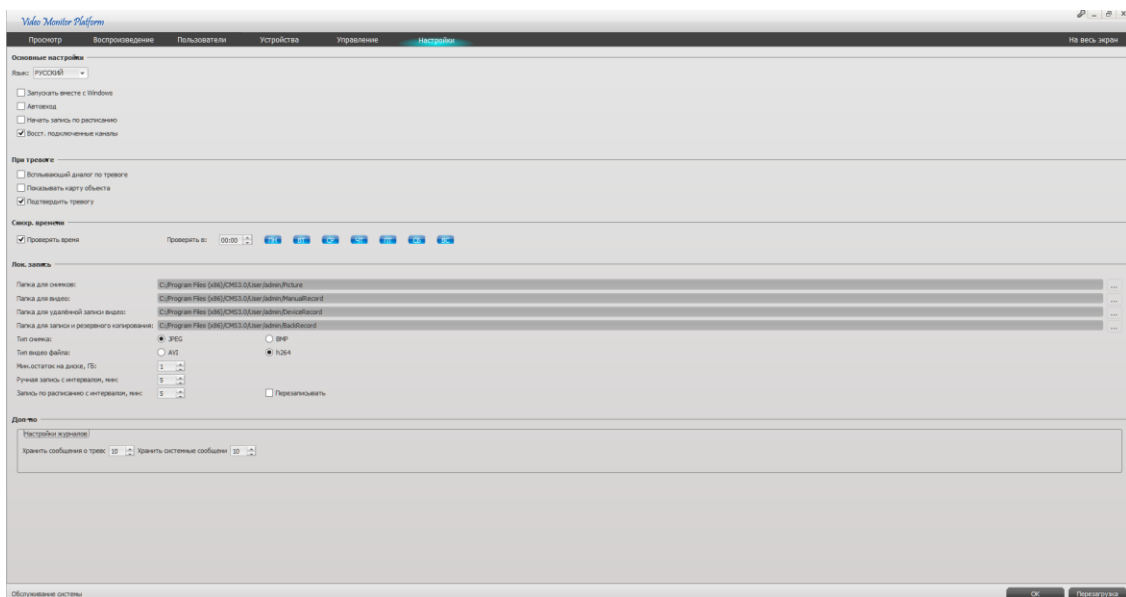 Video Monitor Platform
Просмотр Воспроизведение Пользователи Устройства Управление Настройки На весь экран
Основные настройки
Язык: РУССКИЙ
Запускать вместе с Windows
Автовход
Начать запись по расписанию
Восст. подключенные каналы
При тревоге
Всплывающий диалог по тревоге
Показывать карту объекта
Подтвердить тревогу
Синхр. времени
Проверять время Проверять в: 00:00 ПН ВТ СР ЧТ ПТ СБ ВС
Лок. запись
Папка для снимков: C:/Program Files (x86)/CMS3.0/User/admin/Picture ...
Папка для видео: C:/Program Files (x86)/CMS3.0/User/admin/ManualRecord ...
Папка для удалённой записи видео: C:/Program Files (x86)/CMS3.0/User/admin/DeviceRecord ...
Папка для записи и резервного копирования: C:/Program Files (x86)/CMS3.0/User/admin/BackRecord ...
Тип снимка: JPEG BMP
Тип видео файла: AVI h264
Мин.остаток на диске, ГБ: 1
Ручная запись с интервалом, мин: 5
Запись по расписанию с интервалом, мин: 5 Перезаписывать
Доп-но
Настройки журналов
Хранить сообщения о тревс 10 Хранить системные сообщени 10
Обслуживание системы OK Перезагрузка